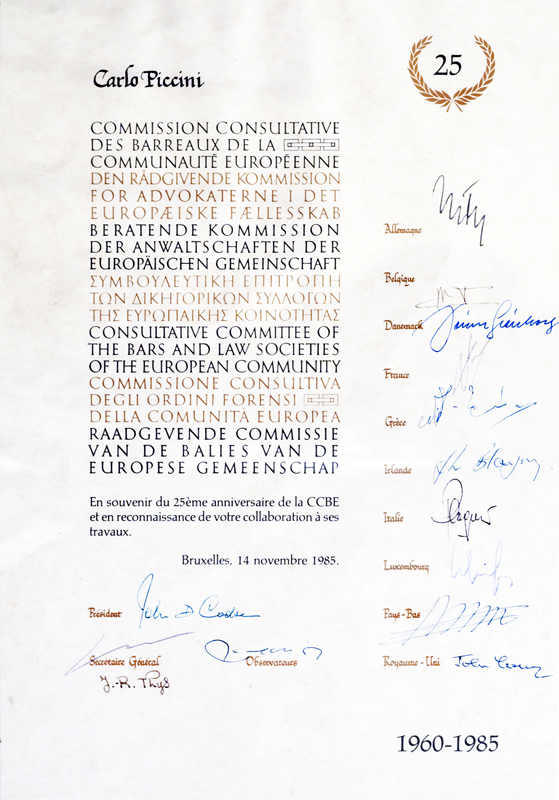 Carlo Piccini
25
COMMISSION CONSULTATIVE
DES BARREAUX DE LA
COMMUNAUTÉ EUROPÉENNE
DEN RÅDGIVENDE KOMMISSION
FOR ADVOKATERNE I DET
EUROPÆISKE FÆLLESSKAB
BERATENDE KOMMISSION
DER ANWALTSCHAFTEN DER
EUROPÄISCHEN GEMEINSCHAFT
ΣΥΜΒΟΥΛΕΥΤΙΚΗ ΕΠΙΤΡΟΠΗ
ΤΩΝ ΔΙΚΗΓΟΡΙΚΩΝ ΣΥΛΛΟΓΩΝ
ΤΗΣ ΕΥΡΩΠΑΙΚΗΣ ΚΟΙΝΟΤΗΤΑΣ
CONSULTATIVE COMMITTEE OF
THE BARS AND LAW SOCIETIES
OF THE EUROPEAN COMMUNITY
COMMISSIONE CONSULTIVA
DEGLI ORDINI FORENSI
DELLA COMUNITÀ EUROPEA
RAADGEVENDE COMMISSIE
VAN DE BALIES VAN DE
EUROPESE GEMEENSCHAP
En souvenir du 25ème anniversaire de la CCBE
et en reconnaissance de votre collaboration à ses
travaux.
Bruxelles, 14 novembre 1985.
Président John D Cooke
Secrétaire Général
J.-R. Thys
Observateurs
Allemagne
Belgique
Danemark
France
Grèce
Irlande
Italie
Luxembourg
Pays-Bas
Royaume-Uni John
1960-1985